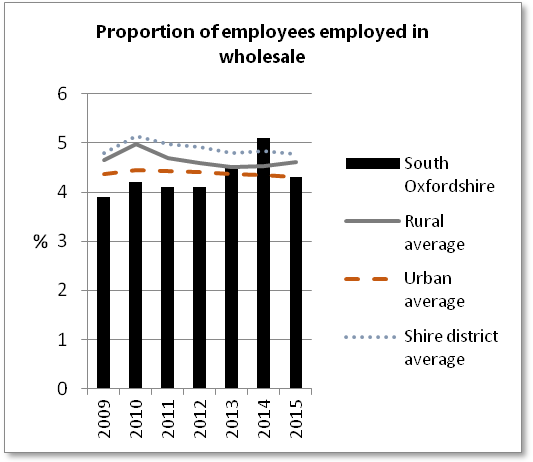 Proportion of employees employed in
wholesale
6
5
4
3
2
1
0
%
2009
2010
2011
2012
2013
2014
2015
South
Oxfordshire
Rural
average
Urban
average
Shire district
average